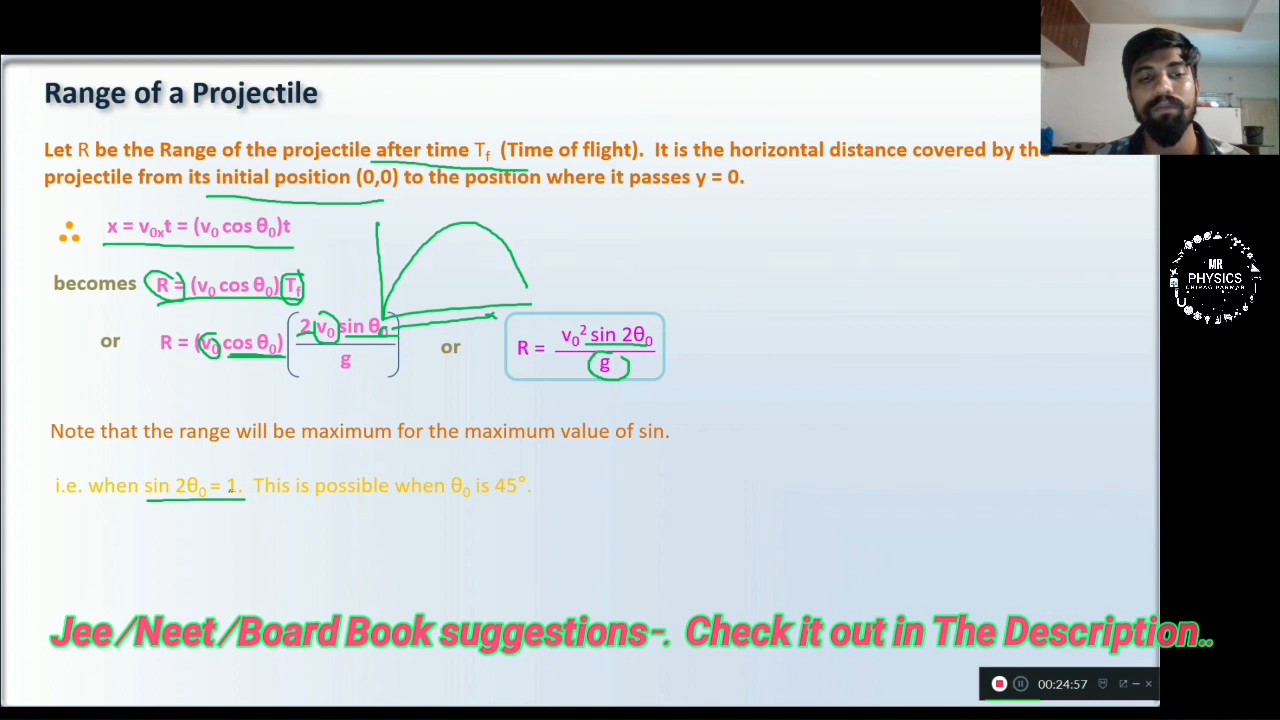 Range of a Projectile
Let R be the Range of the projectile after time T_f (Time of flight). It is the horizontal distance covered by the
projectile from its initial position (0,0) to the position where it passes y = 0.
∴ x = v₀ₓt = (v₀ cos θ₀)t
becomes R = (v₀ cos θ₀) T_f
or R = (v₀ cos θ₀) (2 v₀ sin θ₀ / g) or R = v₀² sin 2θ₀ / g
Note that the range will be maximum for the maximum value of sin.
i.e. when sin 2θ₀ = 1. This is possible when θ₀ is 45°.
Jee/Neet/Board Book suggestions-. Check it out in The Description..
00:24:57
MR
PHYSICS